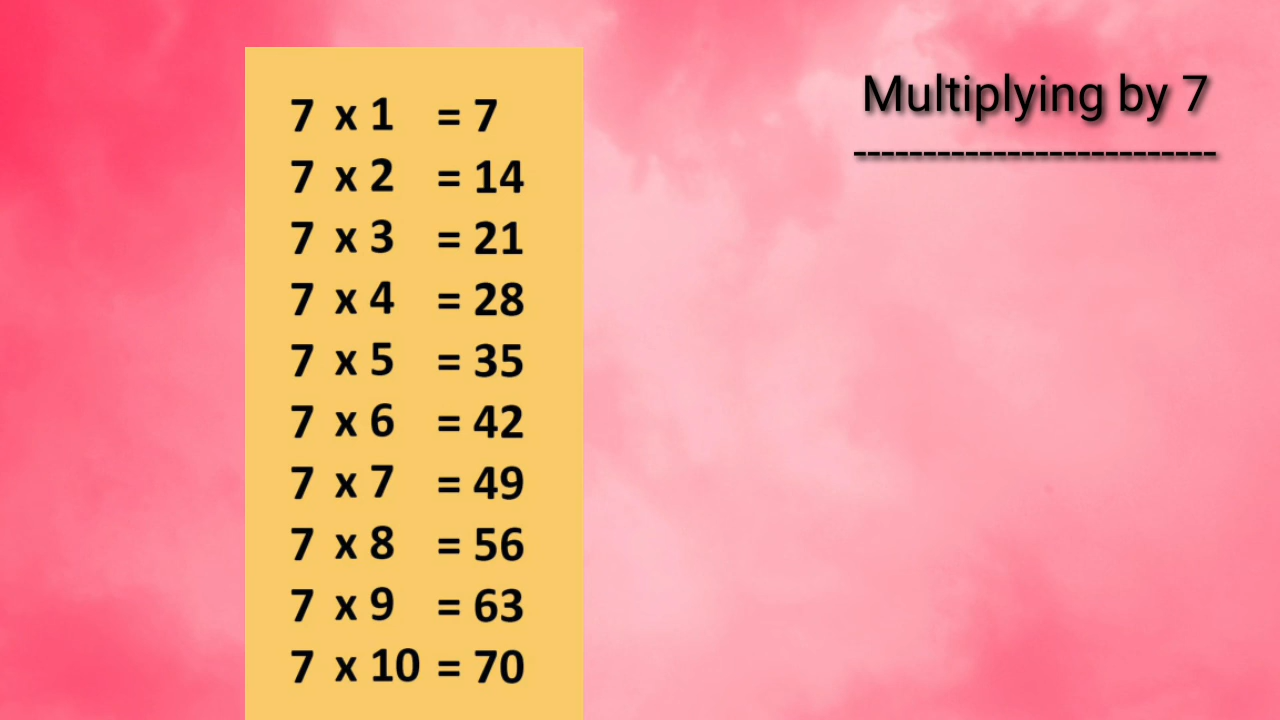 7 x 1 = 7
7 x 2 = 14
7 x 3 = 21
7 x 4 = 28
7 x 5 = 35
7 x 6 = 42
7 x 7 = 49
7 x 8 = 56
7 x 9 = 63
7 x 10 = 70
Multiplying by 7
--------------------------